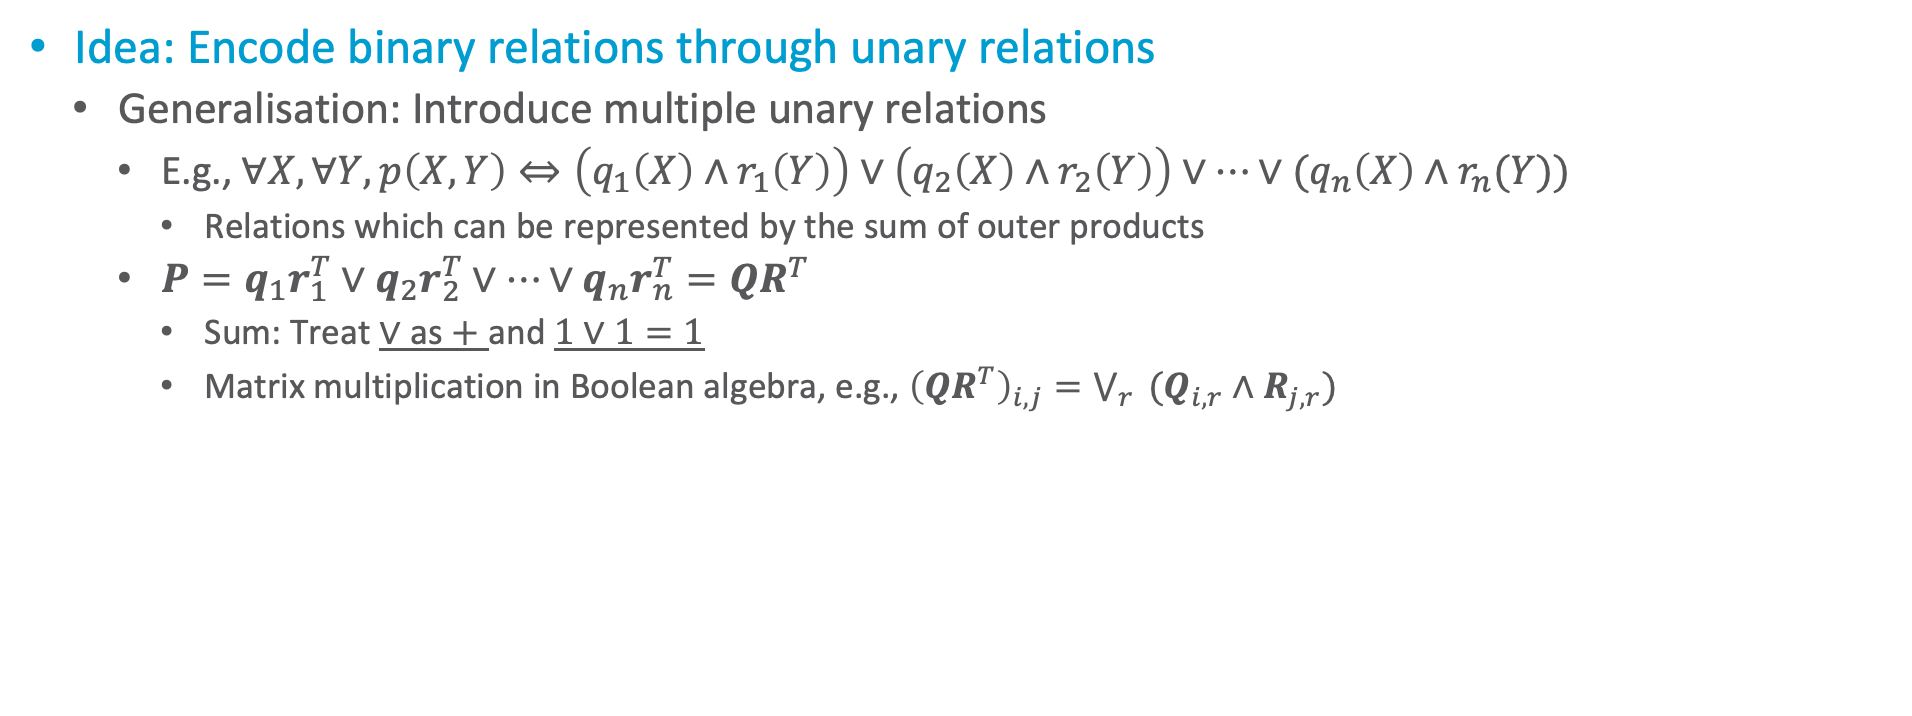 • Idea: Encode binary relations through unary relations
• Generalisation: Introduce multiple unary relations
• E.g., ∀X, ∀Y, p(X, Y) ⇔ (q₁(X) ∧ r₁(Y)) ∨ (q₂(X) ∧ r₂(Y)) ∨ ⋯ ∨ (qₙ(X) ∧ rₙ(Y))
• Relations which can be represented by the sum of outer products
• P = q₁r₁ᵀ ∨ q₂r₂ᵀ ∨ ⋯ ∨ qₙrₙᵀ = QRᵀ
• Sum: Treat ∨ as + and 1 ∨ 1 = 1
• Matrix multiplication in Boolean algebra, e.g., (QRᵀ)i,j = ∨r (Qi,r ∧ Rj,r)